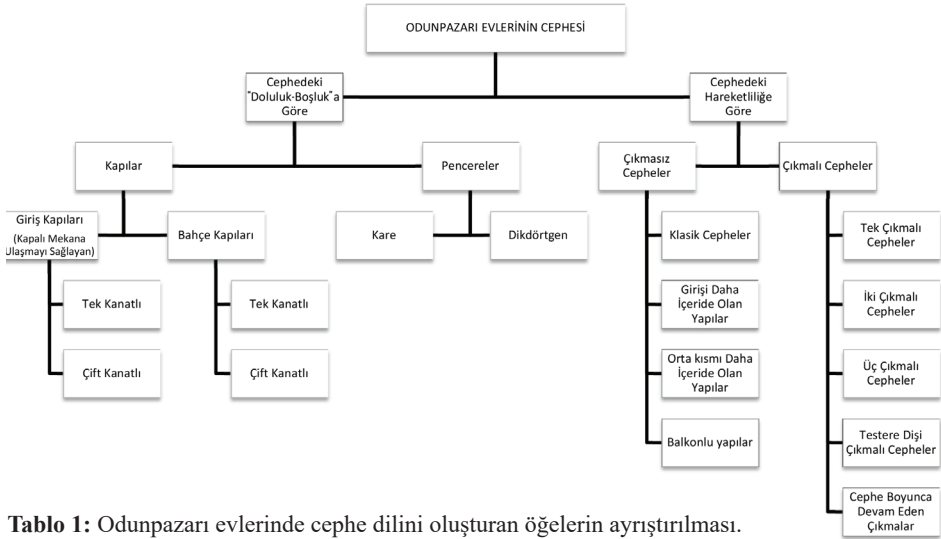 ODUNPAZARI EVLERİNİN CEPHESİ
Cephedeki
"Doluluk-Boşluk"a
Göre
Cephedeki
Hareketliliğe
Göre
Kapılar
Pencereler
Çıkmasız
Cepheler
Çıkmalı Cepheler
Giriş Kapıları
(Kapalı Mekana
Ulaşmayı Sağlayan)
Bahçe Kapıları
Kare
Dikdörtgen
Klasik Cepheler
Tek Çıkmalı
Cepheler
Tek Kanatlı
Tek Kanatlı
Girişi Daha
İçeride Olan
Yapılar
İki Çıkmalı
Cepheler
Çift Kanatlı
Çift Kanatlı
Orta kısmı Daha
İçeride Olan
Yapılar
Üç Çıkmalı
Cepheler
Balkonlu yapılar
Testere Dişi
Çıkmalı Cepheler
Cephe Boyunca
Devam Eden
Çıkmalar
Tablo 1: Odunpazarı evlerinde cephe dilini oluşturan öğelerin ayrıştırılması.